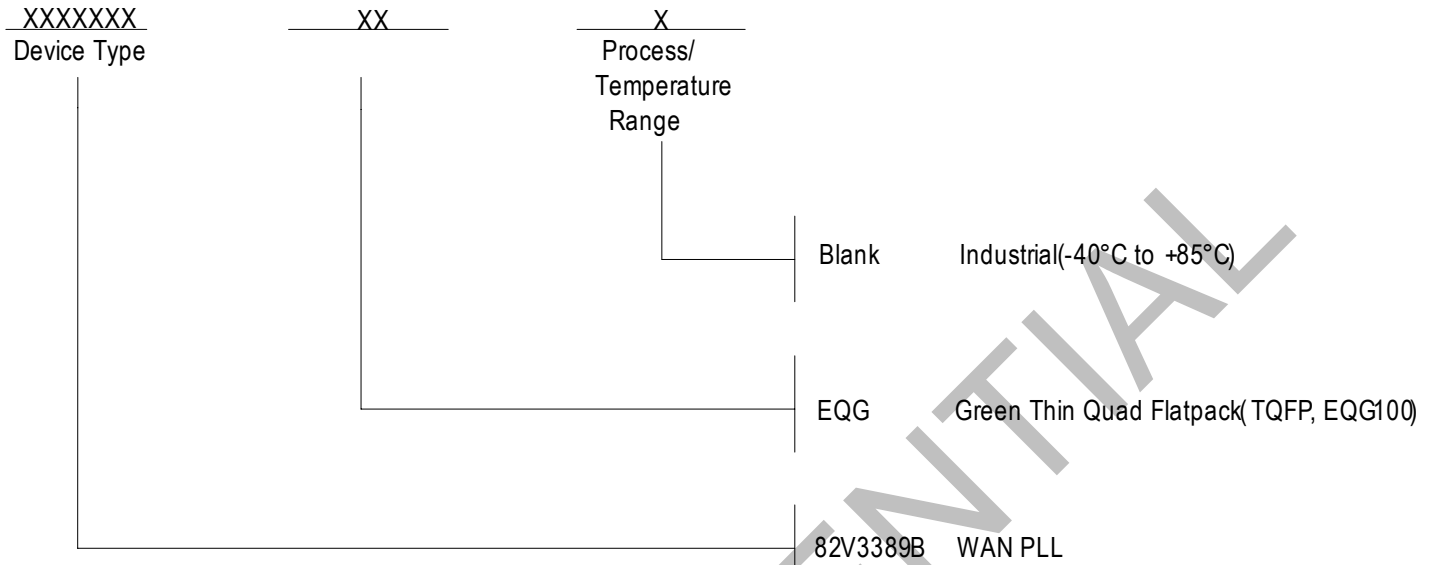 XXXXXXX XX X
Device Type Process/
Temperature
Range
Blank Industrial(-40°C to +85°C)
EQG Green Thin Quad Flatpack(TQFP, EQG100)
82V3389B WAN PLL
ENTIAL